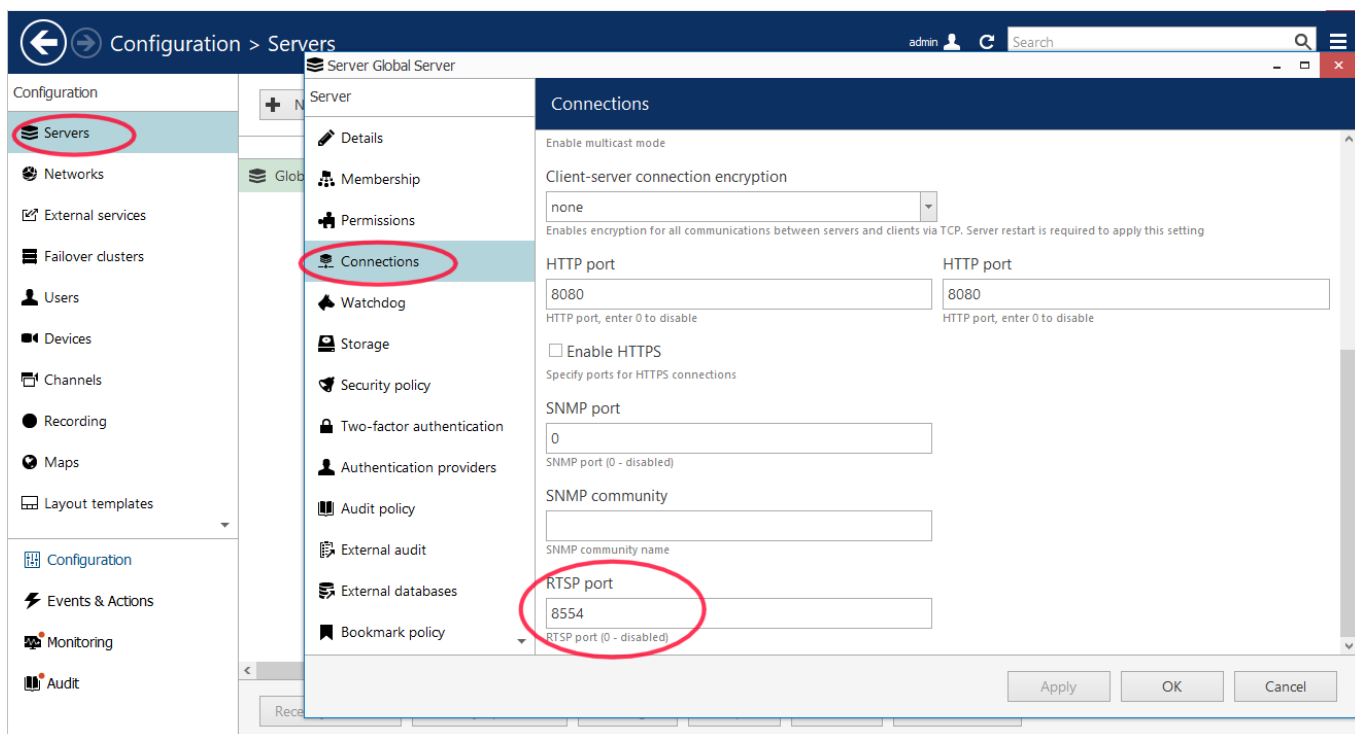 Configuration > Servers
admin
Search
Configuration
Servers
Networks
External services
Failover clusters
Users
Devices
Channels
Recording
Maps
Layout templates
Configuration
Events & Actions
Monitoring
Audit
Server Global Server
Server
Details
Membership
Permissions
Connections
Watchdog
Storage
Security policy
Two-factor authentication
Authentication providers
Audit policy
External audit
External databases
Bookmark policy
Connections
Enable multicast mode
Client-server connection encryption
none
Enables encryption for all communications between servers and clients via TCP. Server restart is required to apply this setting
HTTP port HTTP port
8080 8080
HTTP port, enter 0 to disable HTTP port, enter 0 to disable
Enable HTTPS
Specify ports for HTTPS connections
SNMP port
0
SNMP port (0 - disabled)
SNMP community
SNMP community name
RTSP port
8554
RTSP port (0 - disabled)
Apply OK Cancel